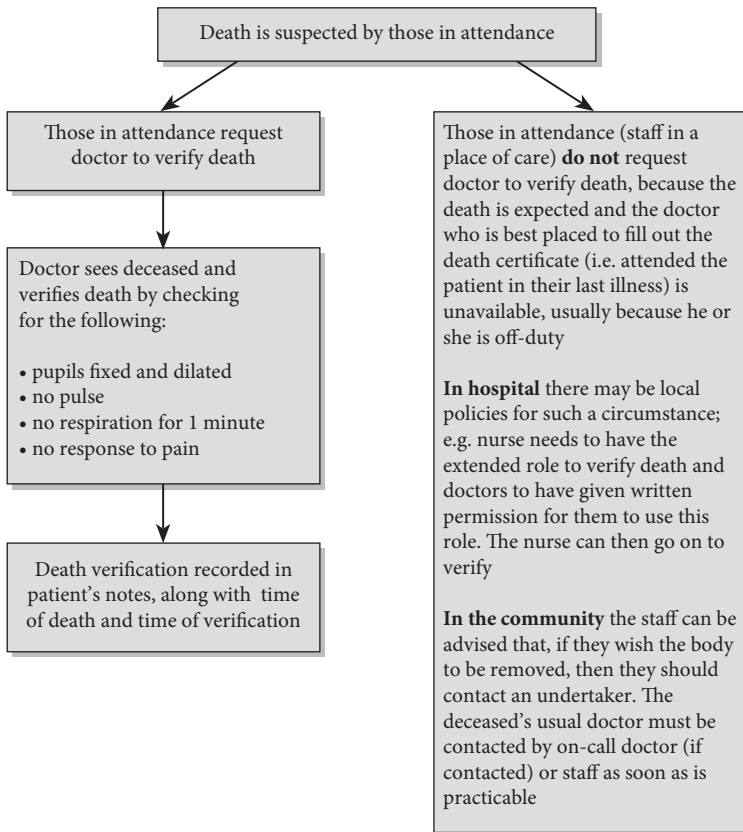 Death is suspected by those in attendance
Those in attendance request
doctor to verify death
Doctor sees deceased and
verifies death by checking
for the following:
• pupils fixed and dilated
• no pulse
• no respiration for 1 minute
• no response to pain
Death verification recorded in
patient's notes, along with time
of death and time of verification
Those in attendance (staff in a
place of care) do not request
doctor to verify death, because the
death is expected and the doctor
who is best placed to fill out the
death certificate (i.e. attended the
patient in their last illness) is
unavailable, usually because he or
she is off-duty
In hospital there may be local
policies for such a circumstance;
e.g. nurse needs to have the
extended role to verify death and
doctors to have given written
permission for them to use this
role. The nurse can then go on to
verify
In the community the staff can be
advised that, if they wish the body
to be removed, then they should
contact an undertaker. The
deceased's usual doctor must be
contacted by on-call doctor (if
contacted) or staff as soon as is
practicable